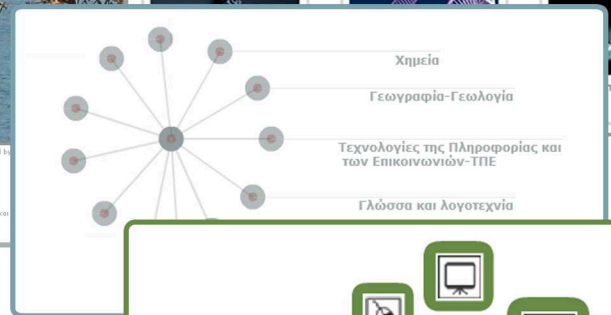 Χημεία
Γεωγραφία-Γεωλογία
Τεχνολογίες της Πληροφορίας και
των Επικοινωνιών-ΤΠΕ
Γλώσσα και λογοτεχνία